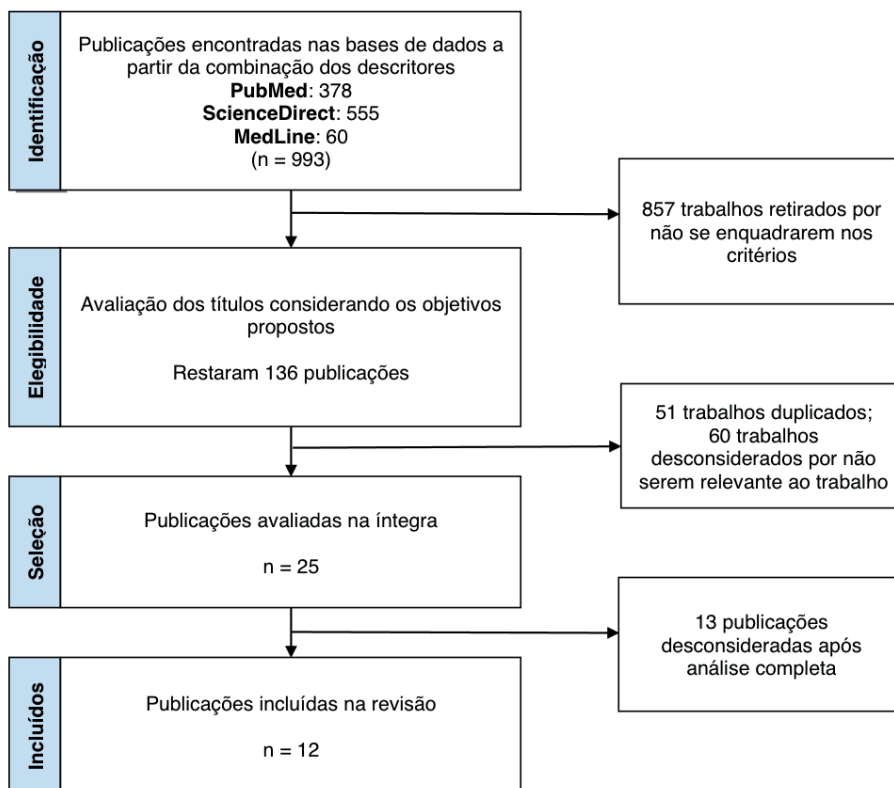 Identificação
Publicações encontradas nas bases de dados a
partir da combinação dos descritores
PubMed: 378
ScienceDirect: 555
MedLine: 60
(n = 993)
857 trabalhos retirados por
não se enquadrarem nos
critérios
Elegibilidade
Avaliação dos títulos considerando os objetivos
propostos
Restaram 136 publicações
51 trabalhos duplicados;
60 trabalhos
desconsiderados por não
serem relevante ao trabalho
Seleção
Publicações avaliadas na íntegra
n = 25
13 publicações
desconsideradas após
análise completa
Incluídos
Publicações incluídas na revisão
n = 12